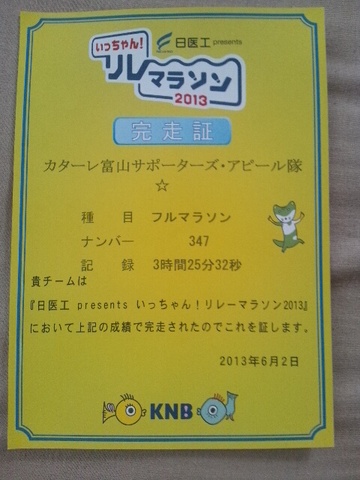 日医工 presents
いっちゃん!
リレーマラソン
2013
完走証
カターレ富山サポーターズ・アピール隊
☆
種 目 フルマラソン
ナンバー 347
記 録 3時間25分32秒
貴チームは
『日医工 presents いっちゃん!リレーマラソン2013』
において上記の成績で完走されたのでこれを証します。
2013年6月2日
KNB